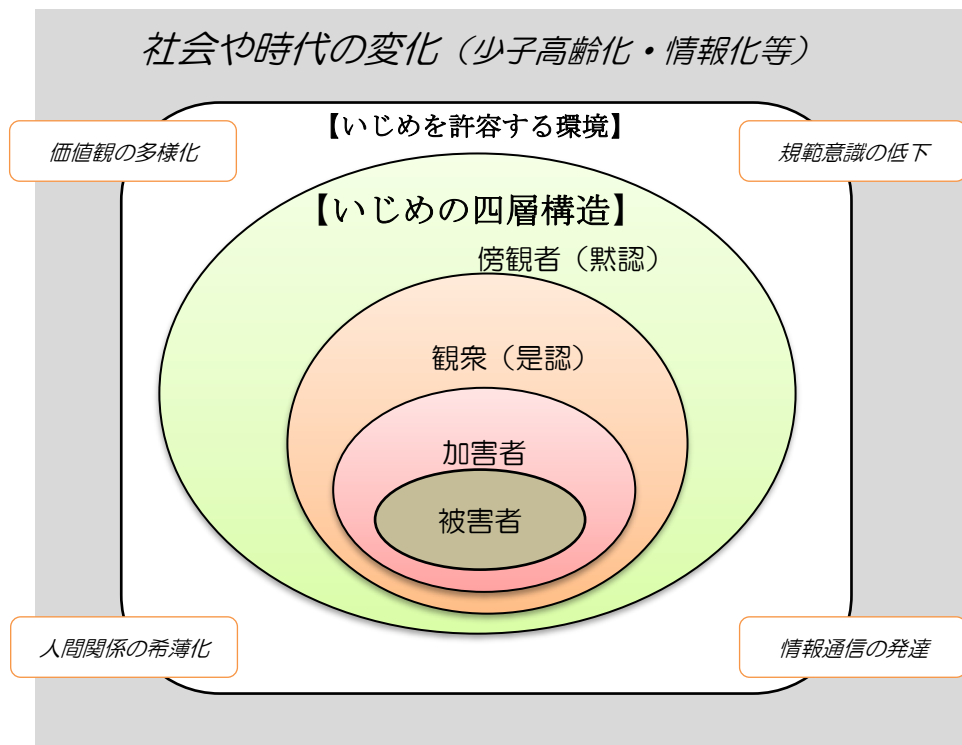 社会や時代の変化（少子高齢化・情報化等）
【いじめを許容する環境】
価値観の多様化
規範意識の低下
【いじめの四層構造】
傍観者（黙認）
観衆（是認）
加害者
被害者
人間関係の希薄化
情報通信の発達